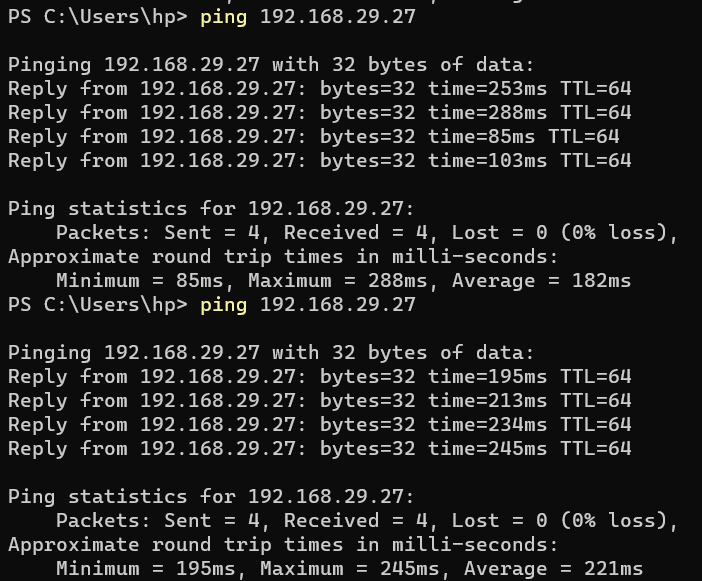 PS C:\Users\hp> ping 192.168.29.27

Pinging 192.168.29.27 with 32 bytes of data:
Reply from 192.168.29.27: bytes=32 time=253ms TTL=64
Reply from 192.168.29.27: bytes=32 time=288ms TTL=64
Reply from 192.168.29.27: bytes=32 time=85ms TTL=64
Reply from 192.168.29.27: bytes=32 time=103ms TTL=64

Ping statistics for 192.168.29.27:
    Packets: Sent = 4, Received = 4, Lost = 0 (0% loss),
Approximate round trip times in milli-seconds:
    Minimum = 85ms, Maximum = 288ms, Average = 182ms
PS C:\Users\hp> ping 192.168.29.27

Pinging 192.168.29.27 with 32 bytes of data:
Reply from 192.168.29.27: bytes=32 time=195ms TTL=64
Reply from 192.168.29.27: bytes=32 time=213ms TTL=64
Reply from 192.168.29.27: bytes=32 time=234ms TTL=64
Reply from 192.168.29.27: bytes=32 time=245ms TTL=64

Ping statistics for 192.168.29.27:
    Packets: Sent = 4, Received = 4, Lost = 0 (0% loss),
Approximate round trip times in milli-seconds:
    Minimum = 195ms, Maximum = 245ms, Average = 221ms